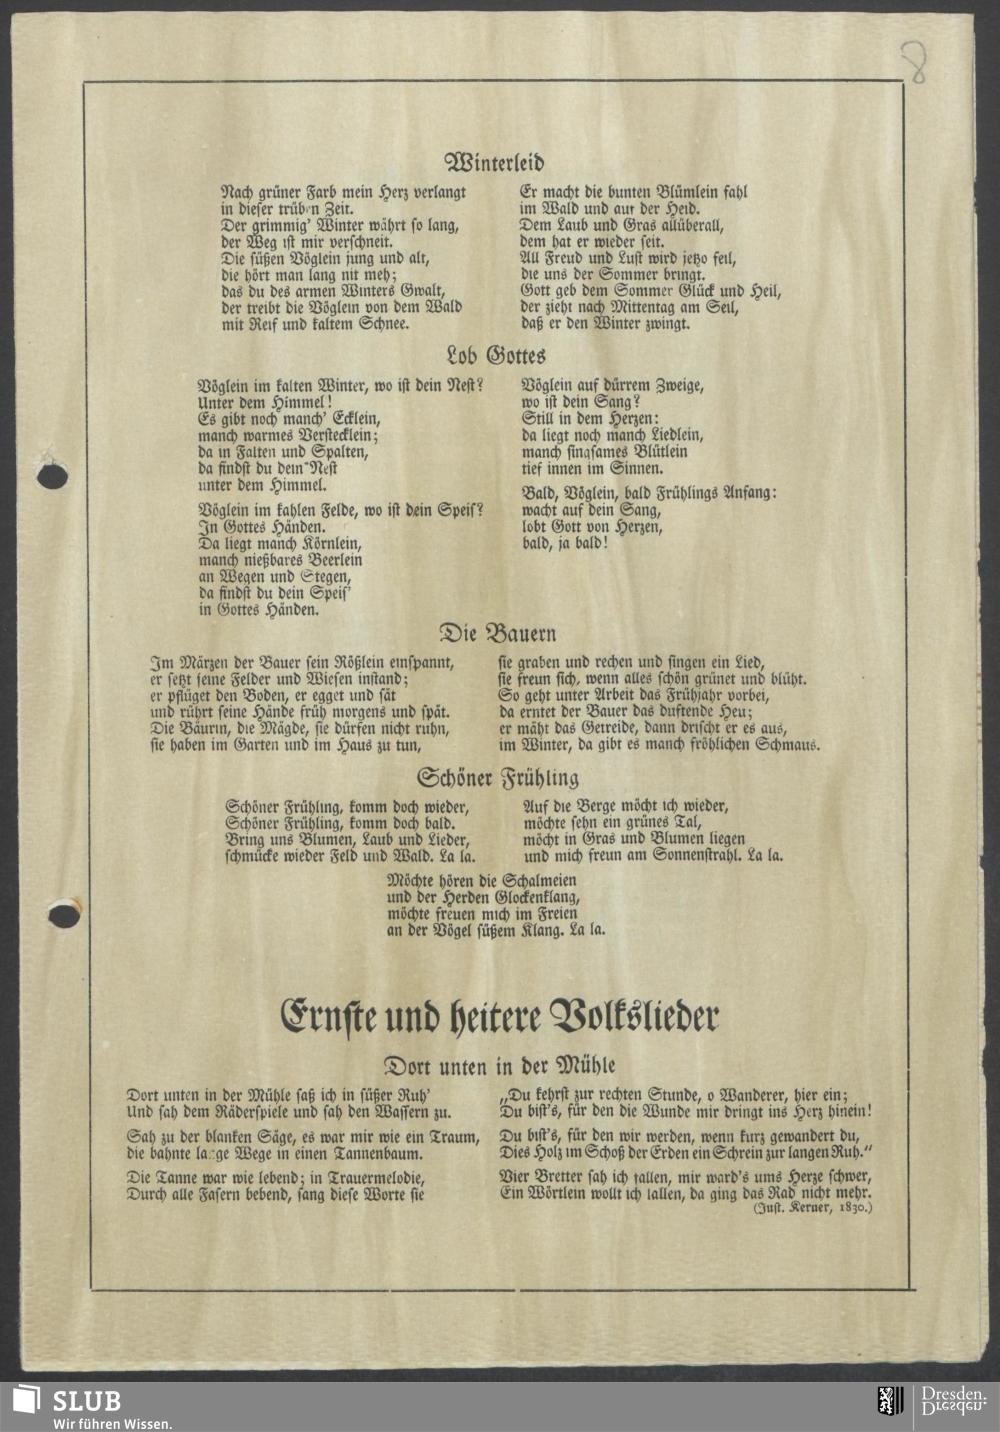 8
Winterleid
Nach grüner Farb mein Herz verlangt
in dieser trüben Zeit.
Der grimmig' Winter währt so lang,
der Weg ist mir verschneit.
Die süßen Vöglein jung und alt,
die hört man lang nit meh;
das du des armen Winters Gwalt,
der treibt die Vöglein von dem Wald
mit Reif und kaltem Schnee.
Er macht die bunten Blümlein fahl
im Wald und auf der Heid.
Dem Laub und Gras allüberall,
dem hat er wieder seit.
All Freud und Lust wird jetzo feil,
die uns der Sommer bringt.
Gott geb dem Sommer Glück und Heil,
der zieht nach Mittentag am Seil,
daß er den Winter zwingt.
Lob Gottes
Vöglein im kalten Winter, wo ist dein Nest?
Unter dem Himmel!
Es gibt noch manch' Ecklein,
manch warmes Verstecklein;
da in Falten und Spalten,
da findst du dein Nest
unter dem Himmel.
Vöglein im kahlen Felde, wo ist dein Speis?
In Gottes Händen.
Da liegt manch Körnlein,
manch nießbares Beerlein
an Wegen und Stegen,
da findst du dein Speis'
in Gottes Händen.
Vöglein auf dürrem Zweige,
wo ist dein Sang?
Still in dem Herzen:
da liegt noch manch Liedlein,
manch singsames Blütlein
tief innen im Sinnen.
Bald, Vöglein, bald Frühlings Anfang:
wacht auf dein Sang,
lobt Gott von Herzen,
bald, ja bald!
Die Bauern
Im Märzen der Bauer sein Rößlein einspannt,
er setzt seine Felder und Wiesen instand;
er pflüget den Boden, er egget und sät
und rührt seine Hände früh morgens und spät.
Die Bäurin, die Mägde, sie dürfen nicht ruhn,
sie haben im Garten und im Haus zu tun,
sie graben und rechen und singen ein Lied,
sie freun sich, wenn alles schön grünet und blüht.
So geht unter Arbeit das Frühjahr vorbei,
da erntet der Bauer das duftende Heu;
er mäht das Getreide, dann drischt er es aus,
im Winter, da gibt es manch fröhlichen Schmaus.
Schöner Frühling
Schöner Frühling, komm doch wieder,
Schöner Frühling, komm doch bald.
Bring uns Blumen, Laub und Lieder,
schmücke wieder Feld und Wald. La la.
Auf die Berge möcht ich wieder,
möchte sehn ein grünes Tal,
möcht in Gras und Blumen liegen
und mich freun am Sonnenstrahl. La la.
Möchte hören die Schalmeien
und der Herden Glockenklang,
möchte freuen mich im Freien
an der Vögel süßem Klang. La la.
Ernste und heitere Volkslieder
Dort unten in der Mühle
Dort unten in der Mühle saß ich in süßer Ruh'
Und sah dem Räderspiele und sah den Wassern zu.
Sah zu der blanken Säge, es war mir wie ein Traum,
die bahnte lange Wege in einen Tannenbaum.
Die Tanne war wie lebend; in Trauermelodie,
Durch alle Fasern bebend, sang diese Worte sie
„Du kehrst zur rechten Stunde, o Wanderer, hier ein;
Du bist's, für den die Wunde mir dringt ins Herz hinein!
Du bist's, für den wir werden, wenn kurz gewandert du,
Dies Holz im Schoß der Erden ein Schrein zur langen Ruh."
Vier Bretter sah ich fallen, mir ward's ums Herze schwer,
Ein Wörtlein wollt ich lallen, da ging das Rad nicht mehr.
(Just. Kerner, 1830.)
SLUB
Wir führen Wissen.
Dresden.
Dresden.